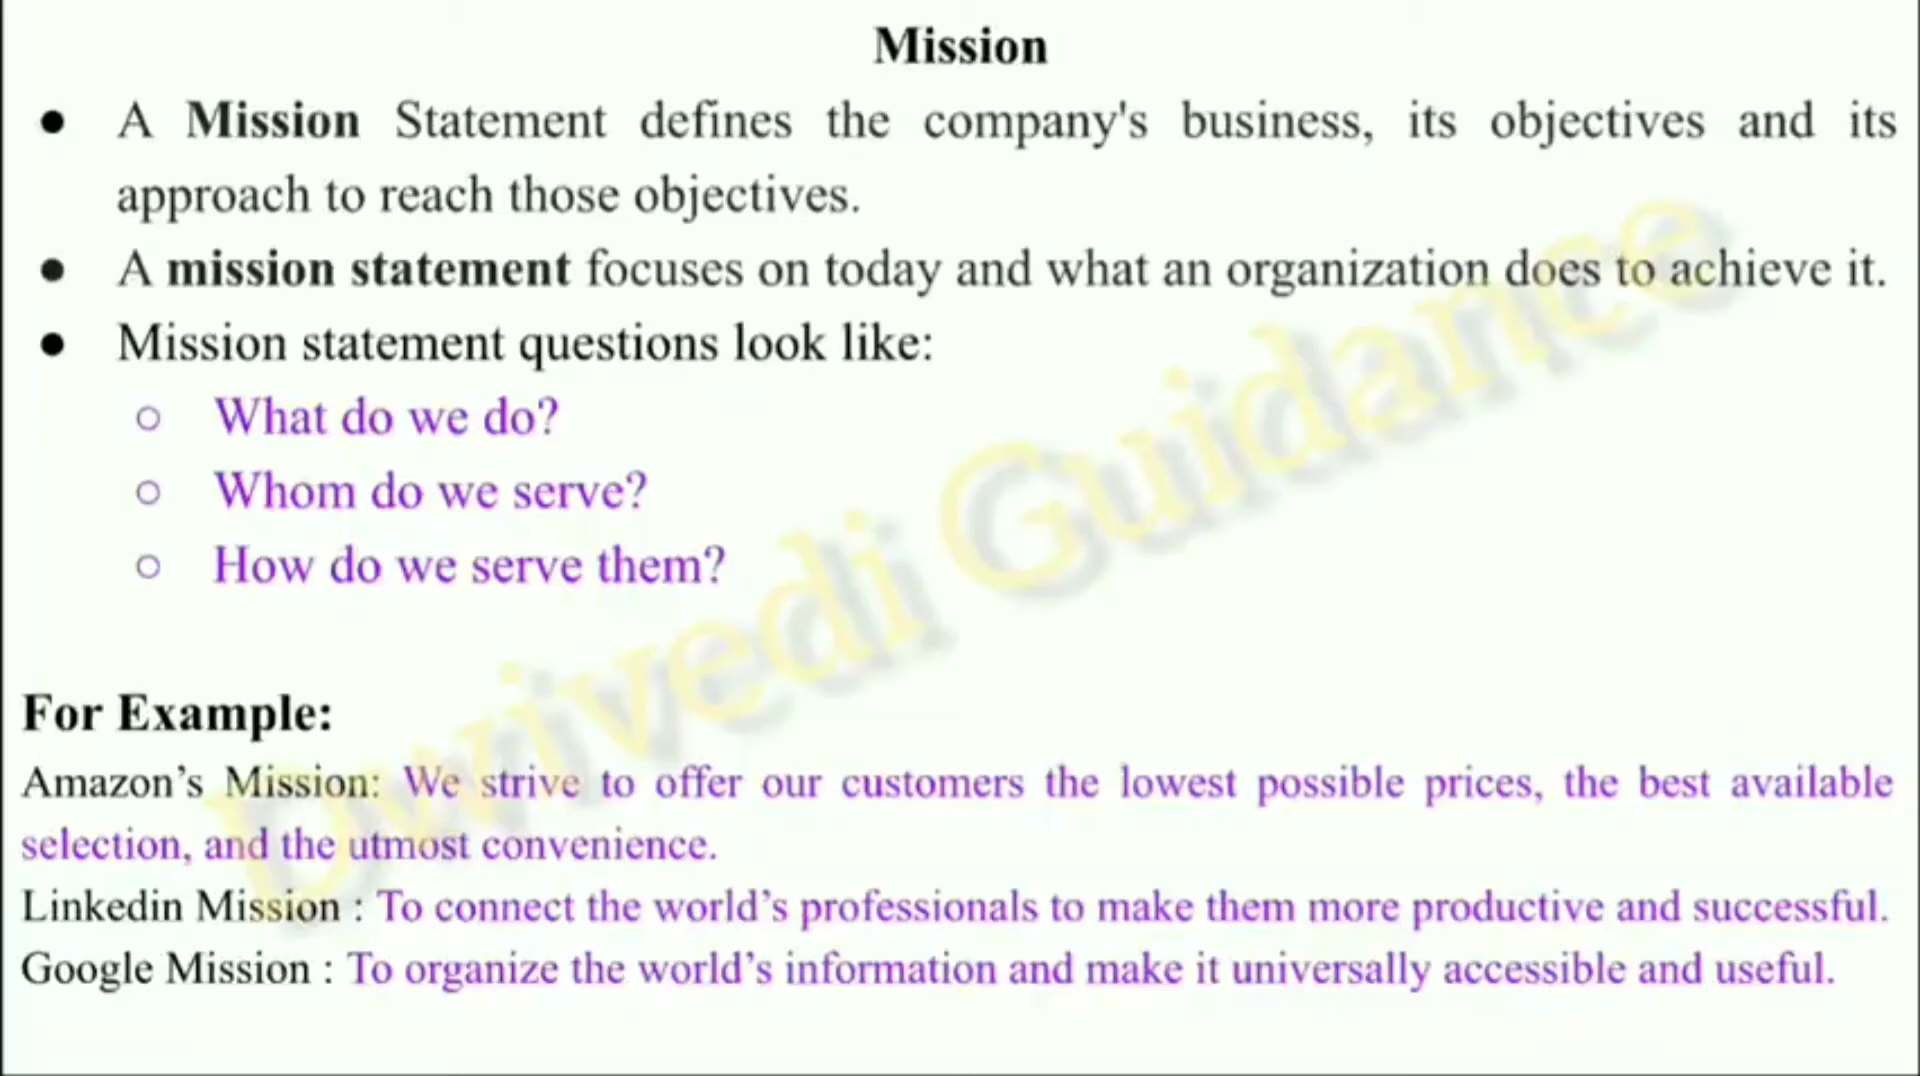 Mission
● A Mission Statement defines the company's business, its objectives and its
approach to reach those objectives.
● A mission statement focuses on today and what an organization does to achieve it.
● Mission statement questions look like:
○ What do we do?
○ Whom do we serve?
○ How do we serve them?
For Example:
Amazon’s Mission: We strive to offer our customers the lowest possible prices, the best available
selection, and the utmost convenience.
Linkedin Mission : To connect the world’s professionals to make them more productive and successful.
Google Mission : To organize the world’s information and make it universally accessible and useful.
Dwivedi Guidance